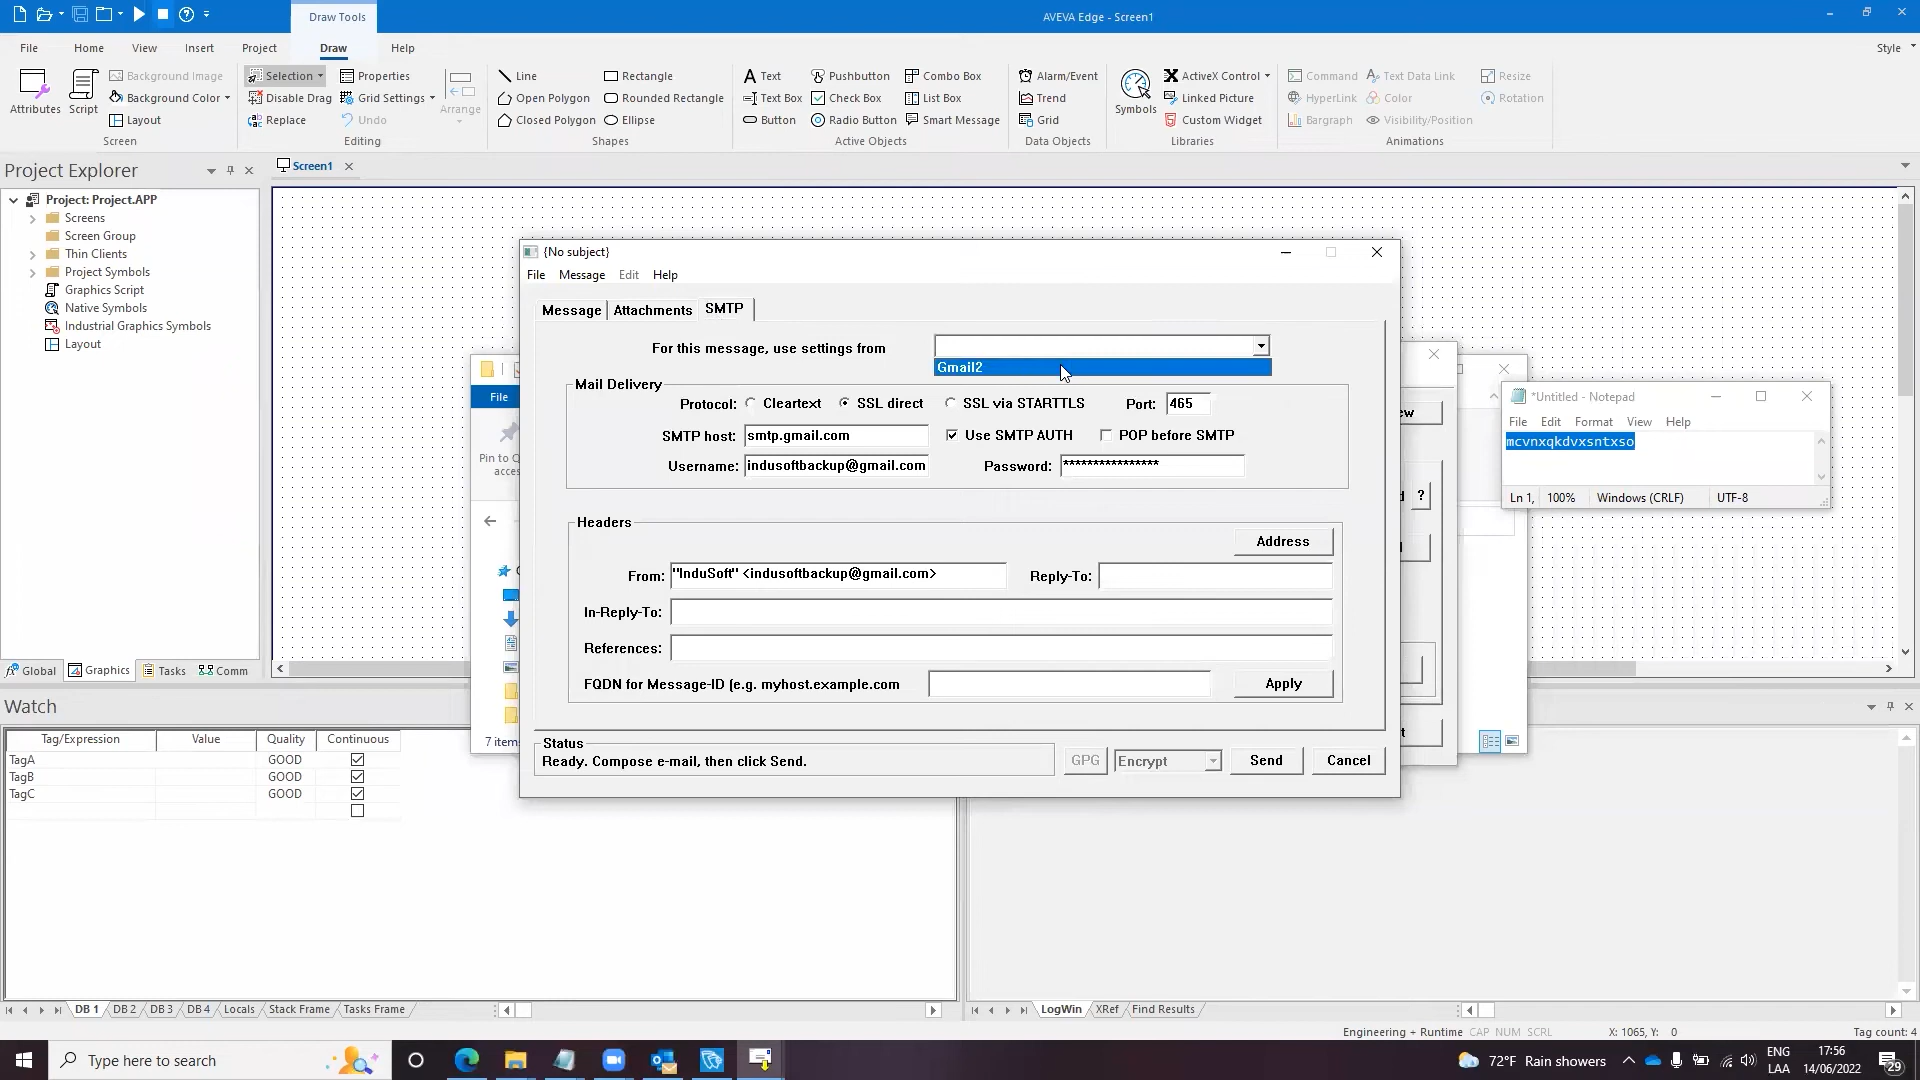 Draw Tools
AVEVA Edge - Screen1
File Home View Insert Project Draw Help Style
Attributes Script Background Image Background Color Layout
Screen
Selection Disable Drag Replace Properties Grid Settings Undo Arrange
Editing
Line Open Polygon Closed Polygon Rectangle Rounded Rectangle Ellipse
Shapes
Text Text Box Button Pushbutton Check Box Radio Button Combo Box List Box Smart Message
Active Objects
Alarm/Event Trend Grid
Data Objects
Symbols ActiveX Control Linked Picture Custom Widget
Libraries
Command HyperLink Bargraph Text Data Link Color Visibility/Position Resize Rotation
Animations
Project Explorer
Project: Project.APP
Screens
Screen Group
Thin Clients
Project Symbols
Graphics Script
Native Symbols
Industrial Graphics Symbols
Layout
Global Graphics Tasks Comm
Screen1
{No subject}
File Message Edit Help
Message Attachments SMTP
For this message, use settings from
Gmail2
Mail Delivery
Protocol: Cleartext SSL direct SSL via STARTTLS Port: 465
SMTP host: smtp.gmail.com Use SMTP AUTH POP before SMTP
Username: indusoftbackup@gmail.com Password: ****************
Headers
Address
From: "InduSoft" <indusoftbackup@gmail.com> Reply-To:
In-Reply-To:
References:
FQDN for Message-ID (e.g. myhost.example.com Apply
Status
Ready. Compose e-mail, then click Send.
GPG Encrypt Send Cancel
File
Pin to Q
acces
7 items
?
*Untitled - Notepad
File Edit Format View Help
mcvnxqkdvxsntxso
Ln 1, 100% Windows (CRLF) UTF-8
Watch
Tag/Expression Value Quality Continuous
TagA GOOD
TagB GOOD
TagC GOOD
DB 1 DB 2 DB 3 DB 4 Locals Stack Frame Tasks Frame
LogWin XRef Find Results
Engineering + Runtime CAP NUM SCRL X: 1065, Y: 0 Tag count: 4
Type here to search
72°F Rain showers
ENG
LAA
17:56
14/06/2022
29